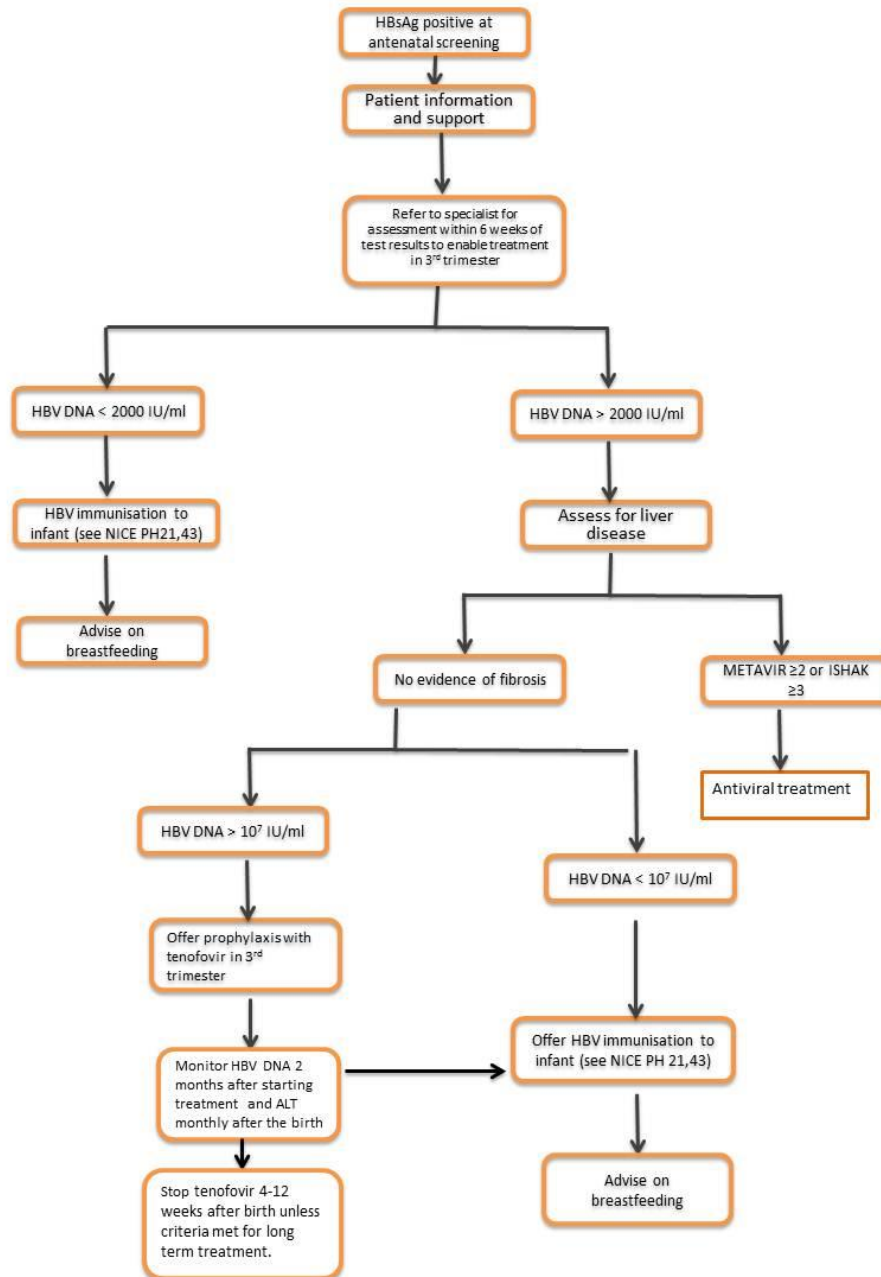 HBsAg positive at
antenatal screening
Patient information
and support
Refer to specialist for
assessment within 6 weeks of
test results to enable treatment
in 3rd trimester
HBV DNA < 2000 IU/ml
HBV DNA > 2000 IU/ml
HBV immunisation to
infant (see NICE PH21,43)
Assess for liver
disease
Advise on
breastfeeding
No evidence of fibrosis
METAVIR ≥2 or ISHAK
≥3
Antiviral treatment
HBV DNA > 10⁷ IU/ml
HBV DNA < 10⁷ IU/ml
Offer prophylaxis with
tenofovir in 3rd
trimester
Offer HBV immunisation to
infant (see NICE PH 21,43)
Monitor HBV DNA 2
months after starting
treatment and ALT
monthly after the birth
Stop tenofovir 4-12
weeks after birth unless
criteria met for long
term treatment.
Advise on
breastfeeding